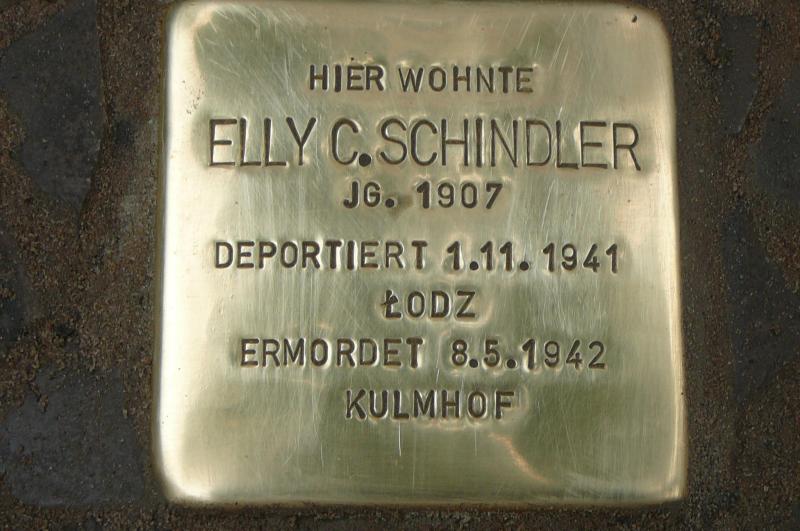 HIER WOHNTE
ELLY C. SCHINDLER
JG. 1907
DEPORTIERT 1.11.1941
ŁODZ
ERMORDET 8.5.1942
KULMHOF